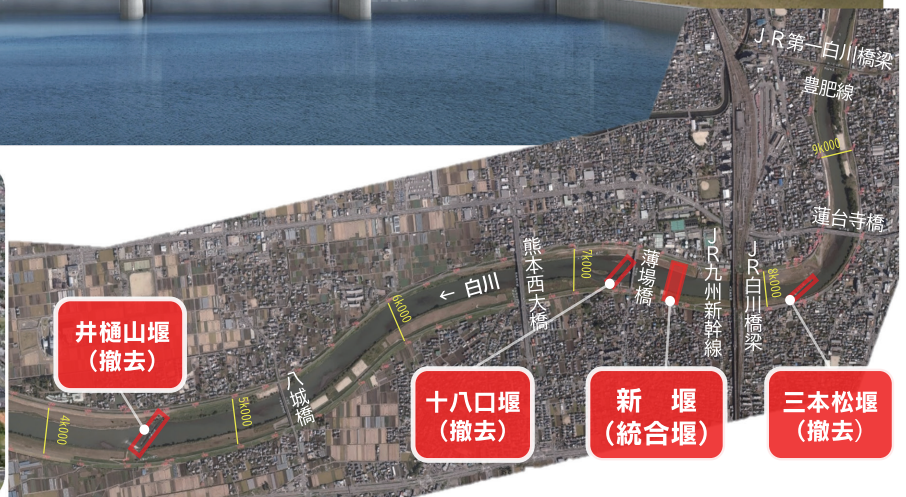 JR第一白川橋梁
豊肥線
9k000
蓮台寺橋
JR白川橋梁
JR九州新幹線
8k000
薄場橋
7k000
熊本西大橋
← 白川
6k000
八城橋
5k000
4k000
井樋山堰
（撤去）
十八口堰
（撤去）
新　堰
（統合堰）
三本松堰
（撤去）